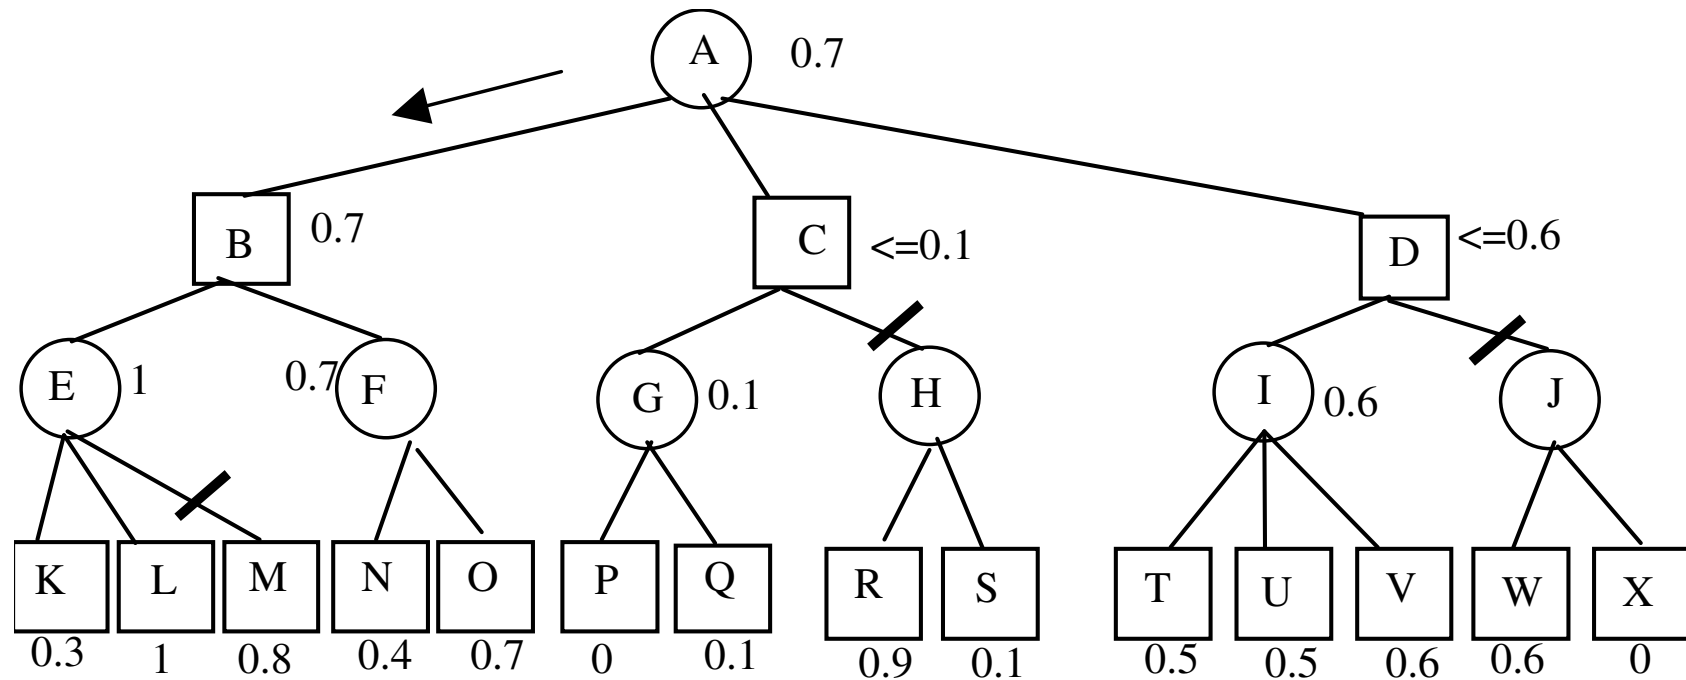 A 0.7
B 0.7 C <=0.1 D <=0.6
E 1 0.7 F G 0.1 H I 0.6 J
K L M N O P Q R S T U V W X
0.3 1 0.8 0.4 0.7 0 0.1 0.9 0.1 0.5 0.5 0.6 0.6 0